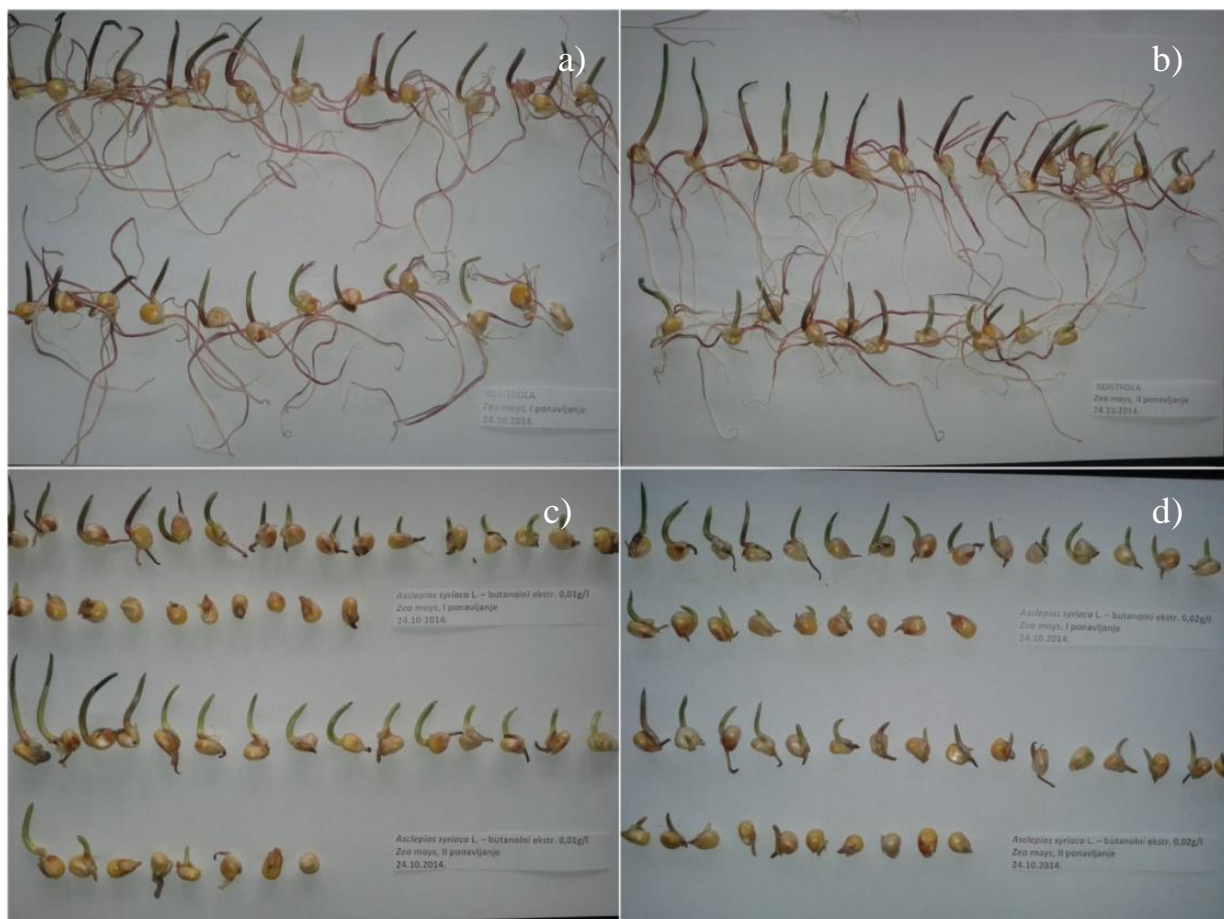 a)
KONTROLA
Zea mays, I ponavljanje
24.10.2014.
b)
KONTROLA
Zea mays, II ponavljanje
24.10.2014.
c)
Asclepias syriaca L. – butanolni ekstr. 0,01g/l
Zea mays, I ponavljanje
24.10.2014.
Asclepias syriaca L. – butanolni ekstr. 0,01g/l
Zea mays, II ponavljanje
24.10.2014.
d)
Asclepias syriaca L. – butanolni ekstr. 0,02g/l
Zea mays, I ponavljanje
24.10.2014.
Asclepias syriaca L. – butanolni ekstr. 0,02g/l
Zea mays, II ponavljanje
24.10.2014.